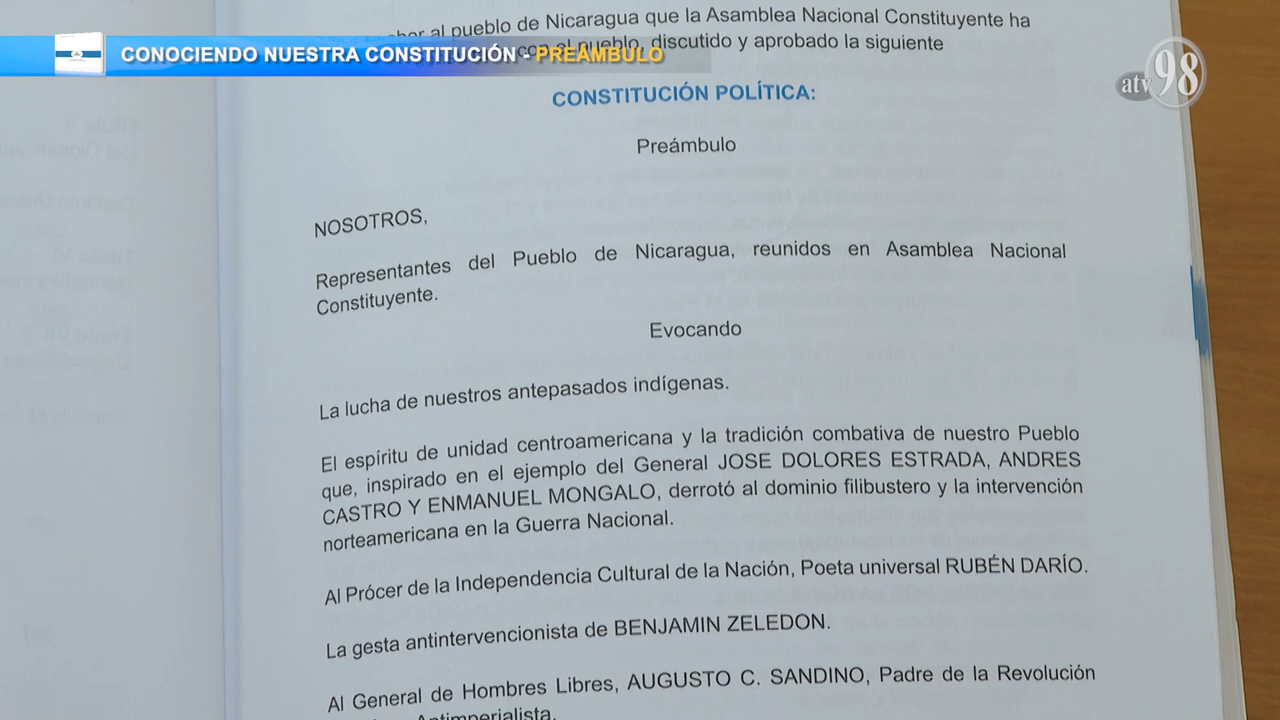 al pueblo de Nicaragua que la Asamblea Nacional Constituyente ha
pueblo, discutido y aprobado la siguiente
CONOCIENDO NUESTRA CONSTITUCIÓN - PREÁMBULO
atv 98
CONSTITUCIÓN POLÍTICA:
Preámbulo
NOSOTROS,
Representantes del Pueblo de Nicaragua, reunidos en Asamblea Nacional
Constituyente.
Evocando
La lucha de nuestros antepasados indígenas.
El espíritu de unidad centroamericana y la tradición combativa de nuestro Pueblo
que, inspirado en el ejemplo del General JOSE DOLORES ESTRADA, ANDRES
CASTRO Y ENMANUEL MONGALO, derrotó al dominio filibustero y la intervención
norteamericana en la Guerra Nacional.
Al Prócer de la Independencia Cultural de la Nación, Poeta universal RUBÉN DARÍO.
La gesta antintervencionista de BENJAMIN ZELEDON.
Al General de Hombres Libres, AUGUSTO C. SANDINO, Padre de la Revolución
Antimperialista.